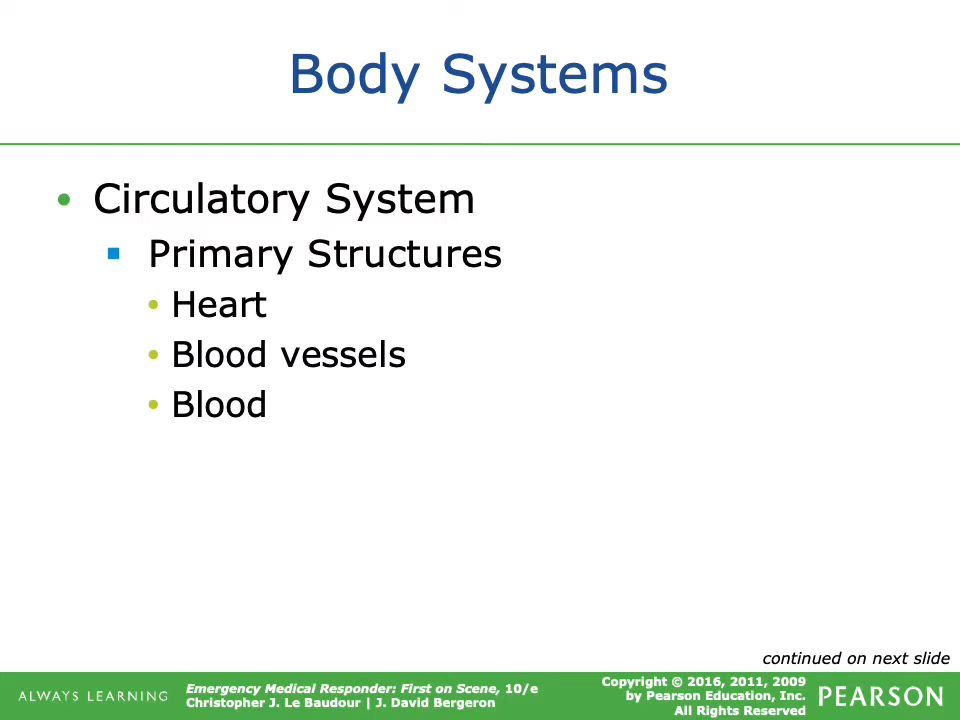 Body Systems
• Circulatory System
▪ Primary Structures
• Heart
• Blood vessels
• Blood
continued on next slide
ALWAYS LEARNING
Emergency Medical Responder: First on Scene, 10/e
Christopher J. Le Baudour | J. David Bergeron
Copyright © 2016, 2011, 2009
by Pearson Education, Inc.
All Rights Reserved
PEARSON